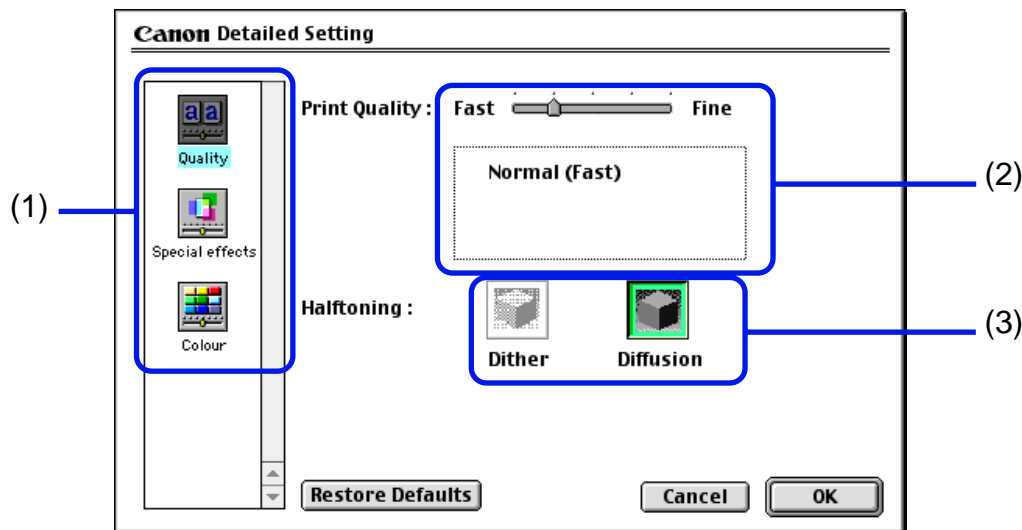 Canon Detailed Setting
Print Quality : Fast Fine
aa
Quality
Normal (Fast)
(2)
(1)
Special effects
Halftoning :
Colour
Dither Diffusion
(3)
Restore Defaults Cancel OK